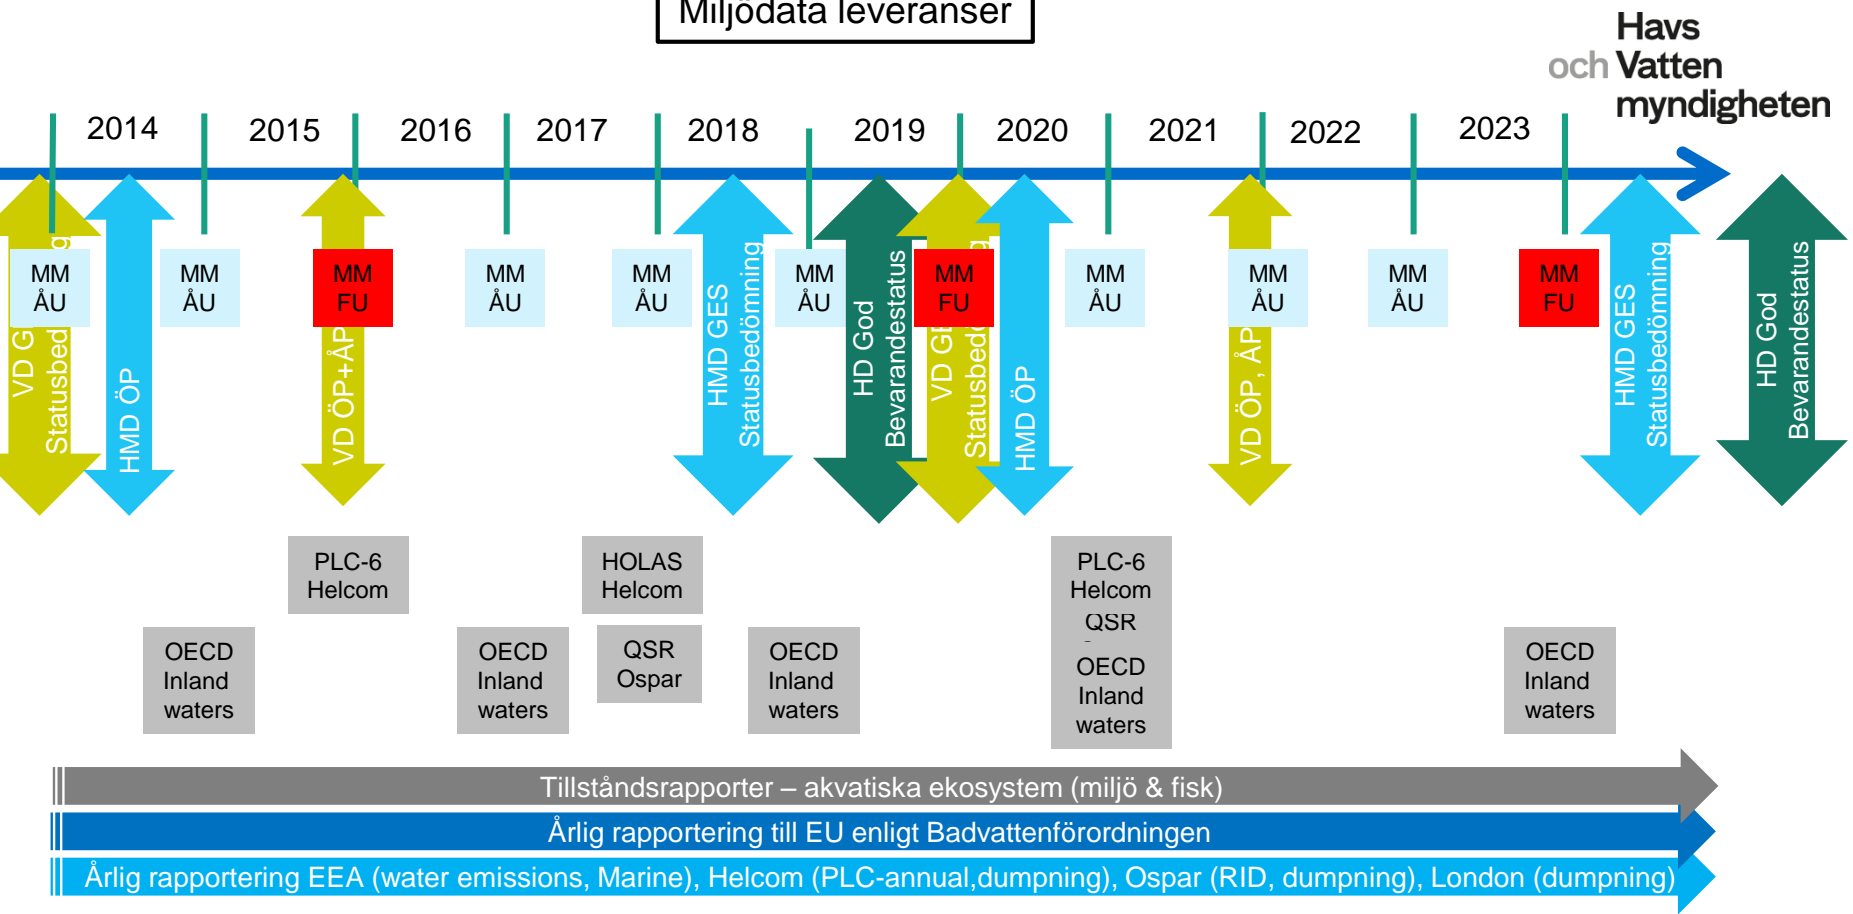 Miljödata leveranser
Havs
och Vatten
myndigheten
2014
2015
2016
2017
2018
2019
2020
2021
2022
2023
MM
ÅU
MM
ÅU
MM
FU
MM
ÅU
MM
ÅU
MM
ÅU
MM
FU
MM
ÅU
MM
ÅU
MM
ÅU
MM
FU
VD G
Statusbed
HMD ÖP
VD ÖP+ÅP
HMD GES
Statusbedömning
HD God
Bevarandestatus
VD GE
Statusbed
HMD ÖP
VD ÖP, ÅP
HMD GES
Statusbedömning
HD God
Bevarandestatus
PLC-6
Helcom
HOLAS
Helcom
PLC-6
Helcom
QSR
OECD
Inland
waters
OECD
Inland
waters
QSR
Ospar
OECD
Inland
waters
OECD
Inland
waters
OECD
Inland
waters
Tillståndsrapporter – akvatiska ekosystem (miljö & fisk)
Årlig rapportering till EU enligt Badvattenförordningen
Årlig rapportering EEA (water emissions, Marine), Helcom (PLC-annual,dumpning), Ospar (RID, dumpning), London (dumpning)